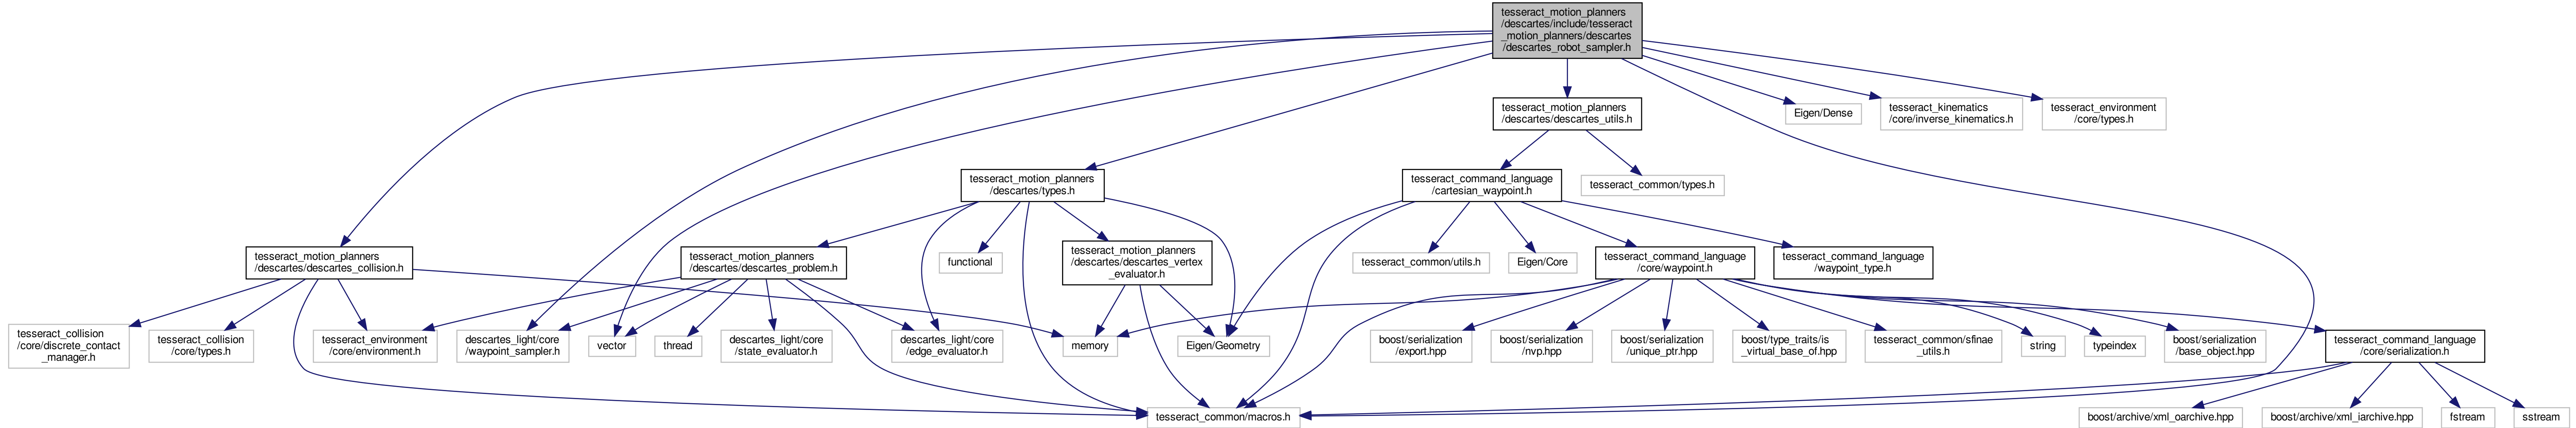 tesseract_motion_planners
/descartes/include/tesseract
_motion_planners/descartes
/descartes_robot_sampler.h
tesseract_motion_planners
/descartes/descartes_utils.h
Eigen/Dense
tesseract_kinematics
/core/inverse_kinematics.h
tesseract_environment
/core/types.h
tesseract_motion_planners
/descartes/types.h
tesseract_command_language
/cartesian_waypoint.h
tesseract_common/types.h
tesseract_motion_planners
/descartes/descartes_collision.h
tesseract_motion_planners
/descartes/descartes_problem.h
functional
tesseract_motion_planners
/descartes/descartes_vertex
_evaluator.h
tesseract_common/utils.h
Eigen/Core
tesseract_command_language
/core/waypoint.h
tesseract_command_language
/waypoint_type.h
tesseract_collision
/core/discrete_contact
_manager.h
tesseract_collision
/core/types.h
tesseract_environment
/core/environment.h
descartes_light/core
/waypoint_sampler.h
vector
thread
descartes_light/core
/state_evaluator.h
descartes_light/core
/edge_evaluator.h
memory
Eigen/Geometry
boost/serialization
/export.hpp
boost/serialization
/nvp.hpp
boost/serialization
/unique_ptr.hpp
boost/type_traits/is
_virtual_base_of.hpp
tesseract_common/sfinae
_utils.h
string
typeindex
boost/serialization
/base_object.hpp
tesseract_command_language
/core/serialization.h
tesseract_common/macros.h
boost/archive/xml_oarchive.hpp
boost/archive/xml_iarchive.hpp
fstream
sstream